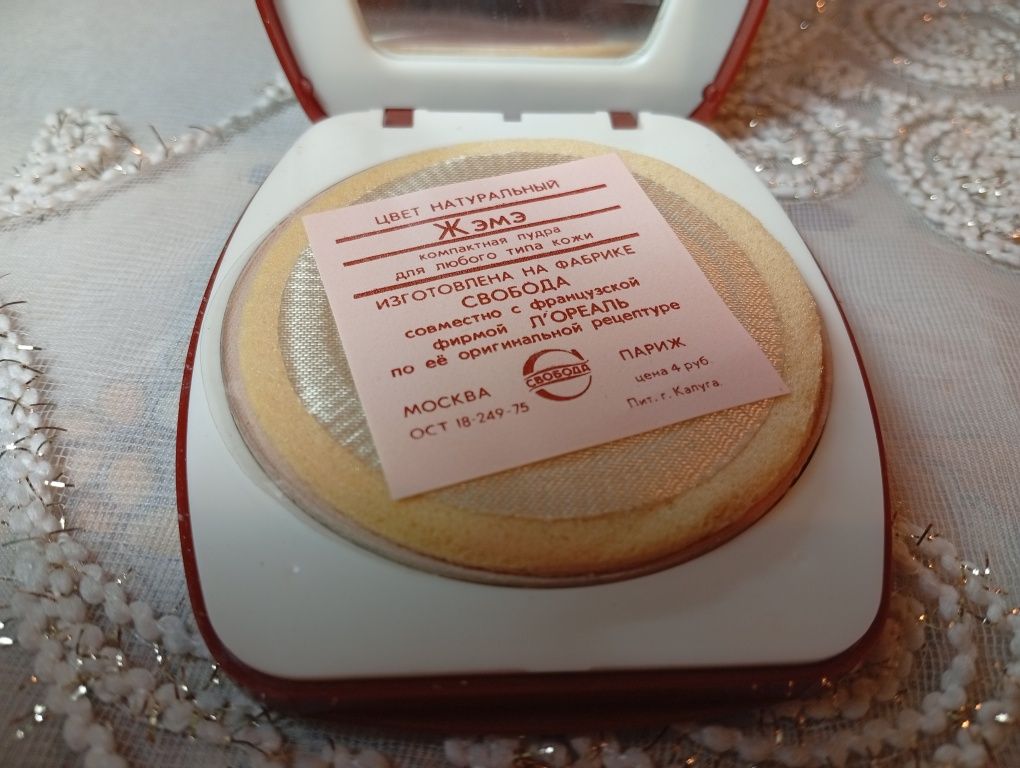 ЦВЕТ НАТУРАЛЬНЫЙ
ЖЭМЭ
компактная пудра
для любого типа кожи
ИЗГОТОВЛЕНА НА ФАБРИКЕ
СВОБОДА
совместно с французской
фирмой Л'ОРЕАЛЬ
по её оригинальной рецептуре
МОСКВА СВОБОДА ПАРИЖ
ОСТ 18-249-75 цена 4 руб.
Пит. г. Калуга.